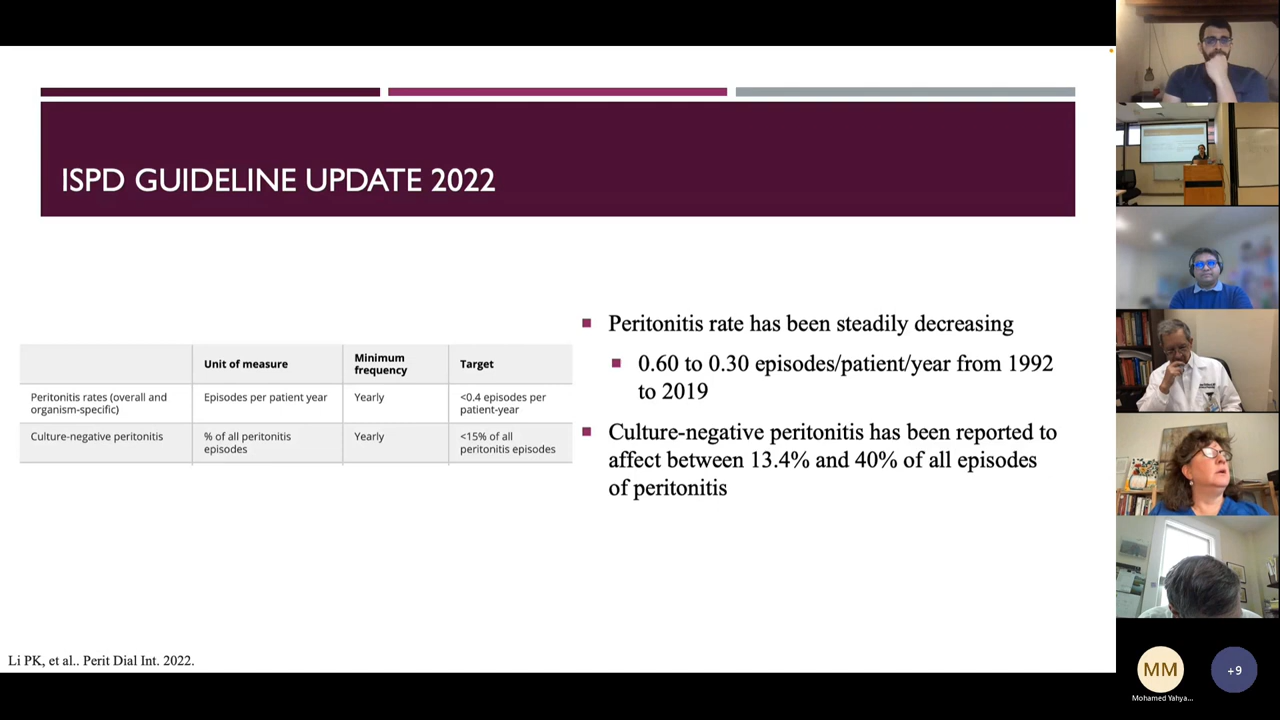 ISPD GUIDELINE UPDATE 2022
Unit of measure
Minimum
frequency
Target
Peritonitis rates (overall and
organism-specific)
Episodes per patient year
Yearly
<0.4 episodes per
patient-year
Culture-negative peritonitis
% of all peritonitis
episodes
Yearly
<15% of all
peritonitis episodes
Peritonitis rate has been steadily decreasing
0.60 to 0.30 episodes/patient/year from 1992
to 2019
Culture-negative peritonitis has been reported to
affect between 13.4% and 40% of all episodes
of peritonitis
Li PK, et al.. Perit Dial Int. 2022.
MM
Mohamed Yahya...
+9